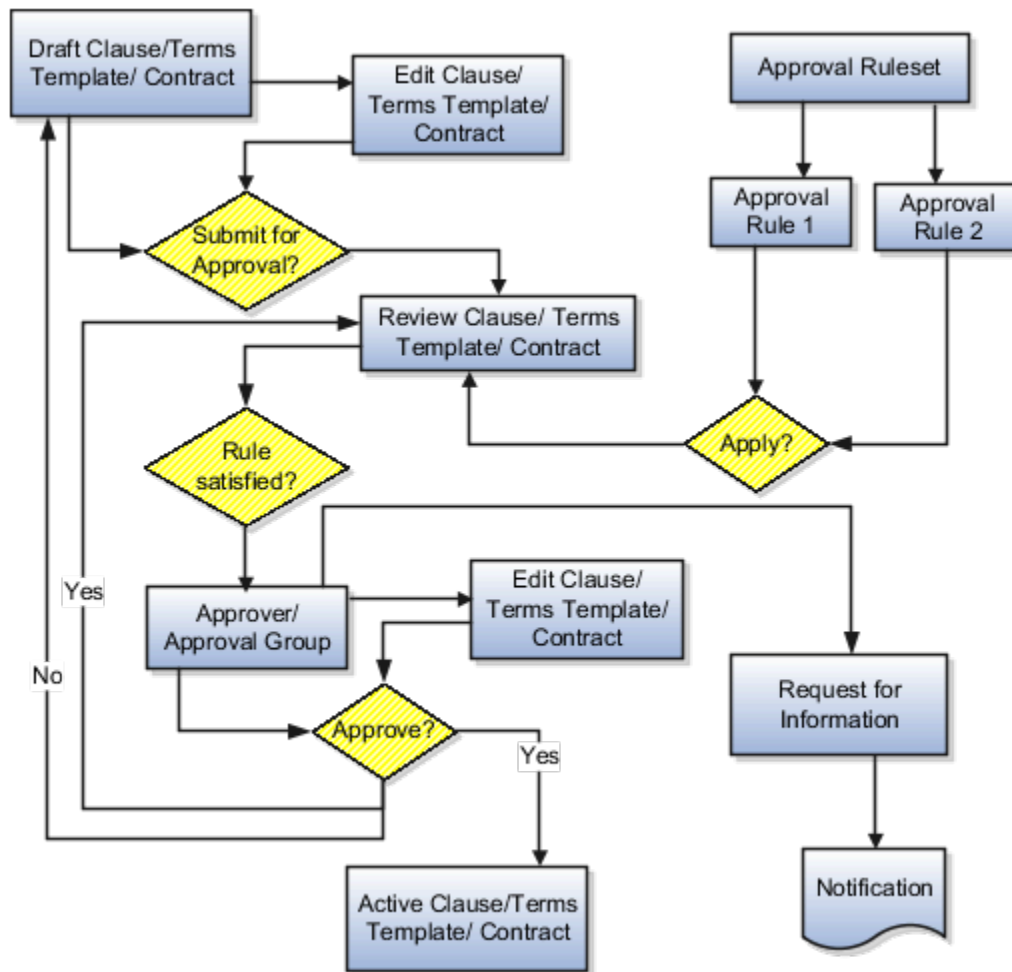 Draft Clause/Terms
Template/ Contract
Edit Clause/
Terms Template/
Contract
Approval Ruleset
Approval
Rule 1
Approval
Rule 2
Submit for
Approval?
Review Clause/ Terms
Template/ Contract
Rule
satisfied?
Apply?
Yes
Approver/
Approval Group
Edit Clause/
Terms Template/
Contract
No
Request for
Information
Approve?
Yes
Active Clause/Terms
Template/ Contract
Notification